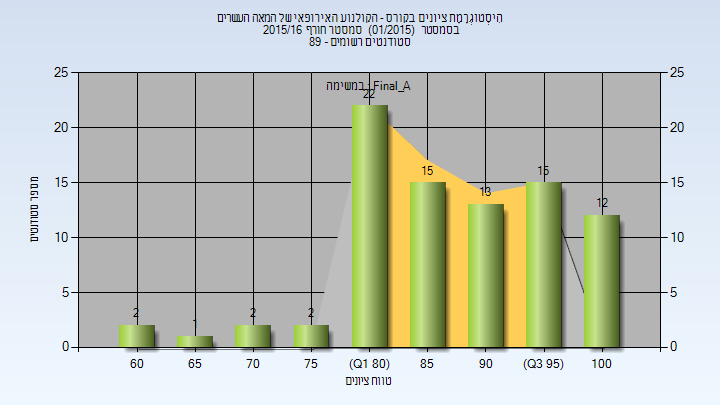 היסטוגרמת ציונים בקורס - הקולנוע האירופאי של המאה העשרים
בסמסטר (01/2015) סמסטר חורף 2015/16
סטודנטים רשומים - 89
במשימה : Final_A
25 25
20 20
15 15
10 10
5 5
0 0
2 1 2 2 22 15 13 15 12
60 65 70 75 (Q1 80) 85 90 (Q3 95) 100
מספר סטודנטים
טווח ציונים